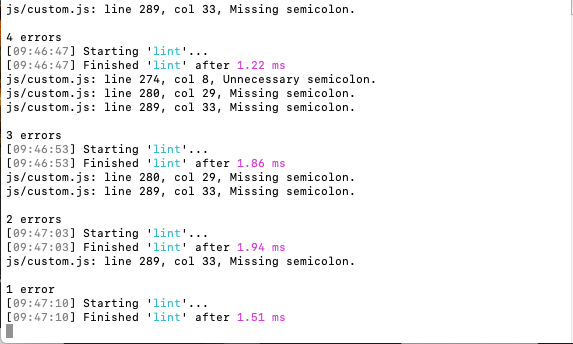 js/custom.js: line 289, col 33, Missing semicolon.
4 errors
[09:46:47] Starting 'lint'...
[09:46:47] Finished 'lint' after 1.22 ms
js/custom.js: line 274, col 8, Unnecessary semicolon.
js/custom.js: line 280, col 29, Missing semicolon.
js/custom.js: line 289, col 33, Missing semicolon.
3 errors
[09:46:53] Starting 'lint'...
[09:46:53] Finished 'lint' after 1.86 ms
js/custom.js: line 280, col 29, Missing semicolon.
js/custom.js: line 289, col 33, Missing semicolon.
2 errors
[09:47:03] Starting 'lint'...
[09:47:03] Finished 'lint' after 1.94 ms
js/custom.js: line 289, col 33, Missing semicolon.
1 error
[09:47:10] Starting 'lint'...
[09:47:10] Finished 'lint' after 1.51 ms